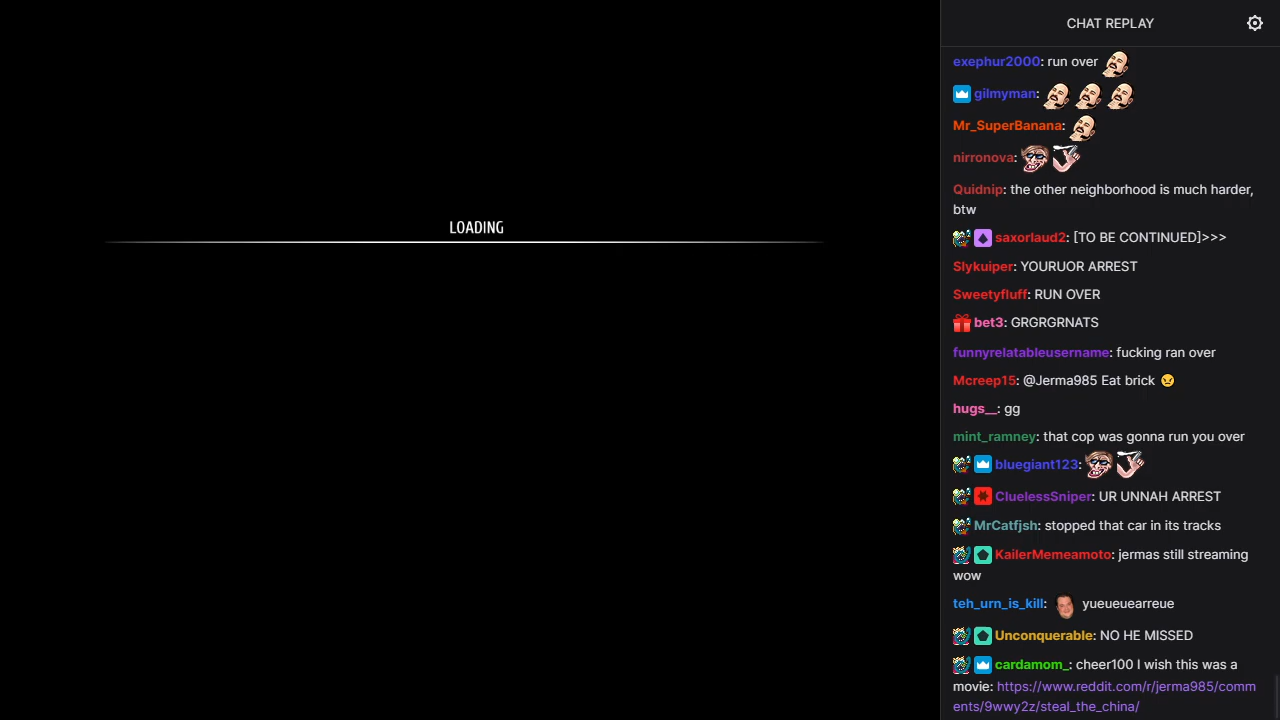 LOADING
CHAT REPLAY
exephur2000: run over
gilmyman:
Mr_SuperBanana:
nirronova:
Quidnip: the other neighborhood is much harder,
btw
saxorlaud2: [TO BE CONTINUED]>>>
Slykuiper: YOURUOR ARREST
Sweetyfluff: RUN OVER
bet3: GRGRGRNATS
funnyrelatableusername: fucking ran over
Mcreep15: @Jerma985 Eat brick 😠
hugs__: gg
mint_ramney: that cop was gonna run you over
bluegiant123:
CluelessSniper: UR UNNAH ARREST
MrCatfjsh: stopped that car in its tracks
KailerMemeamoto: jermas still streaming
wow
teh_urn_is_kill: yueueuearreue
Unconquerable: NO HE MISSED
cardamom_: cheer100 I wish this was a
movie: https://www.reddit.com/r/jerma985/comm
ents/9wwy2z/steal_the_china/